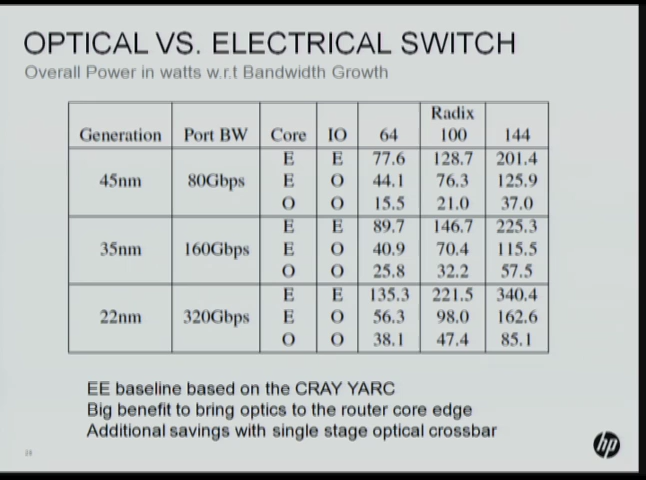 OPTICAL VS. ELECTRICAL SWITCH
Overall Power in watts w.r.t Bandwidth Growth
Radix
Generation Port BW Core IO 64 100 144
E E 77.6 128.7 201.4
45nm 80Gbps E O 44.1 76.3 125.9
O O 15.5 21.0 37.0
E E 89.7 146.7 225.3
35nm 160Gbps E O 40.9 70.4 115.5
O O 25.8 32.2 57.5
E E 135.3 221.5 340.4
22nm 320Gbps E O 56.3 98.0 162.6
O O 38.1 47.4 85.1
EE baseline based on the CRAY YARC
Big benefit to bring optics to the router core edge
Additional savings with single stage optical crossbar
hp